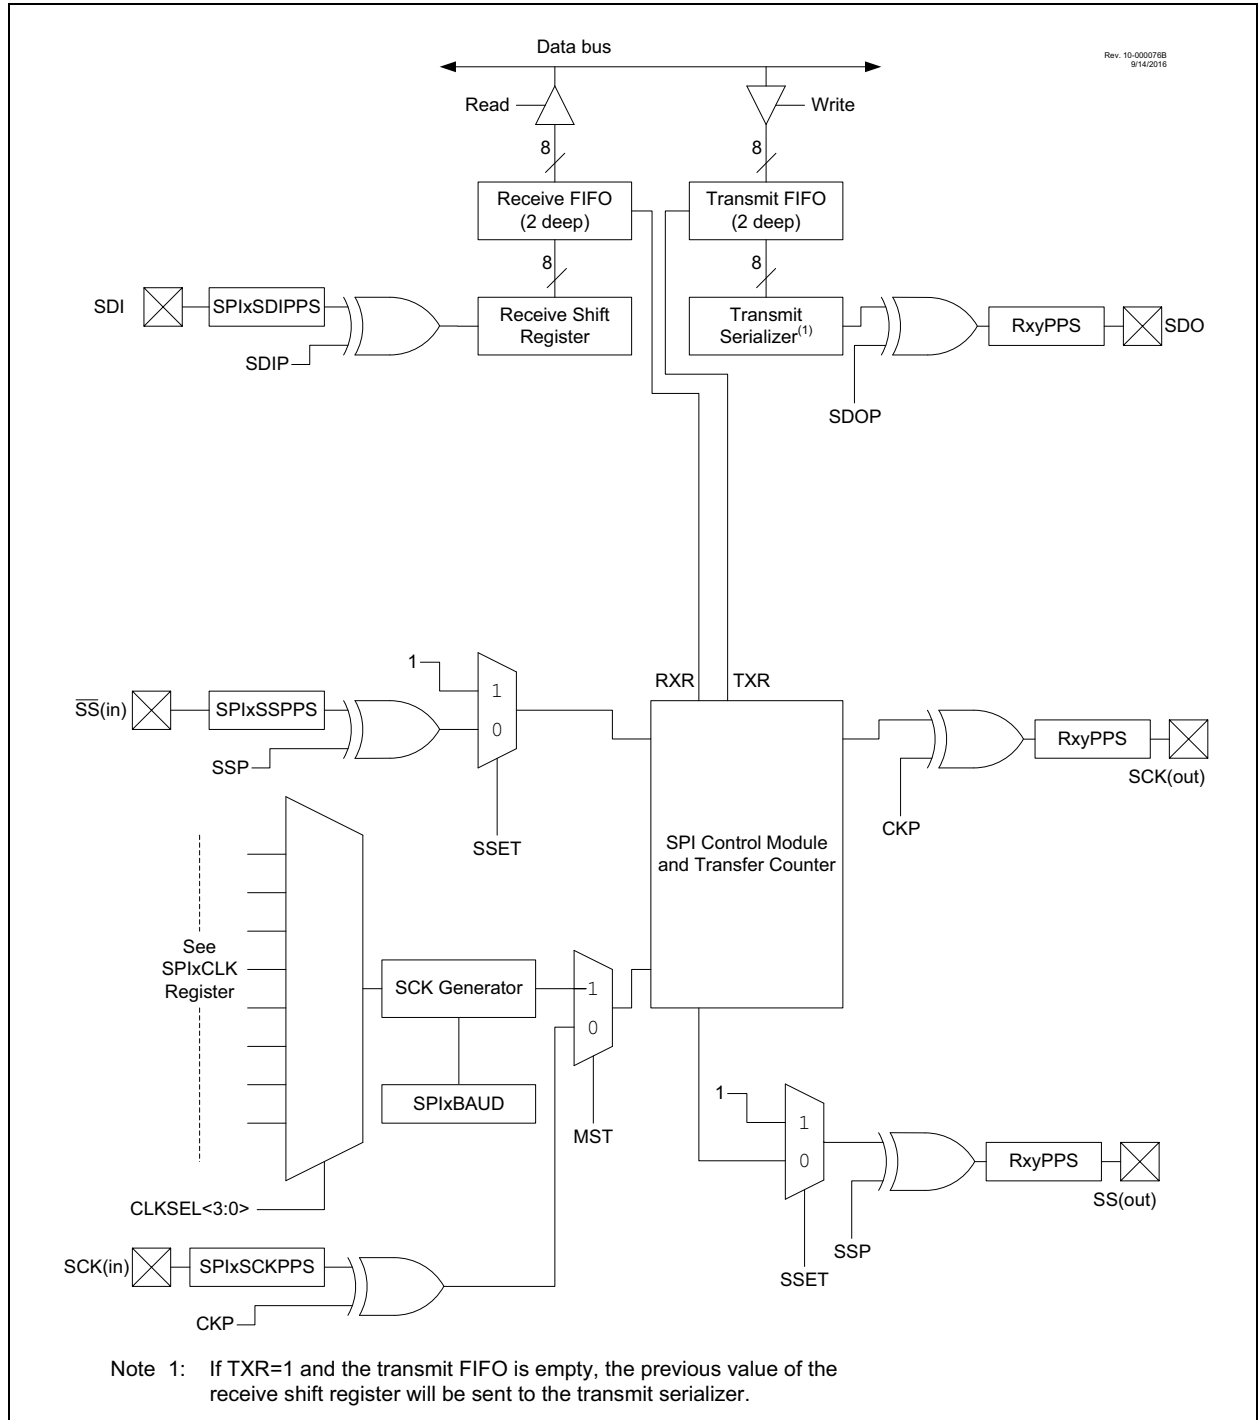 Data bus
Rev. 10-000076B
9/14/2016
Read
Write
8
8
Receive FIFO
(2 deep)
Transmit FIFO
(2 deep)
8
8
SDI
SPIxSDIPPS
SDIP
Receive Shift
Register
Transmit
Serializer(1)
SDOP
RxyPPS
SDO
RXR
TXR
SS(in)
SPIxSSPPS
SSP
1
1
0
SSET
SPI Control Module
and Transfer Counter
CKP
RxyPPS
SCK(out)
See
SPIxCLK
Register
CLKSEL<3:0>
SCK Generator
SPIxBAUD
1
0
MST
1
1
0
SSET
SSP
RxyPPS
SS(out)
SCK(in)
SPIxSCKPPS
CKP
Note 1: If TXR=1 and the transmit FIFO is empty, the previous value of the
receive shift register will be sent to the transmit serializer.